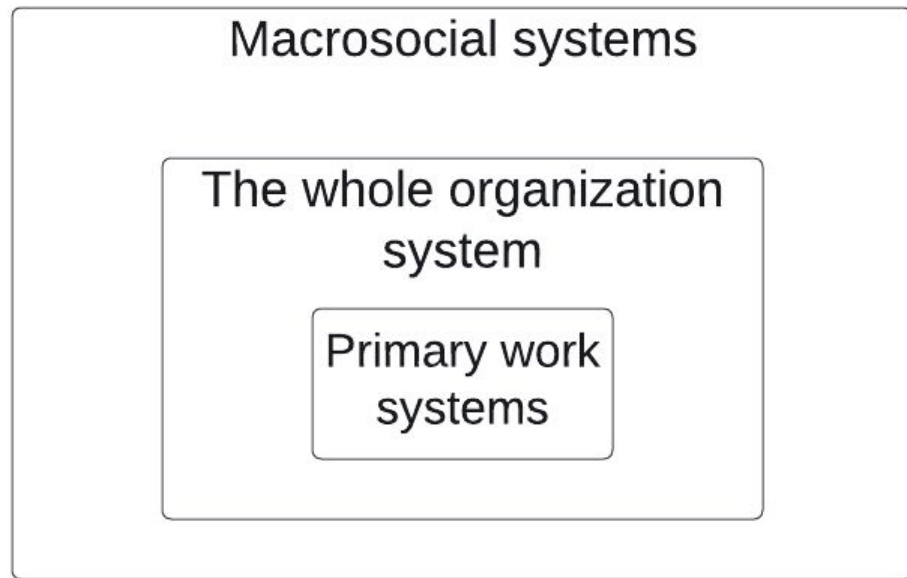 Macrosocial systems
The whole organization
system
Primary work
systems